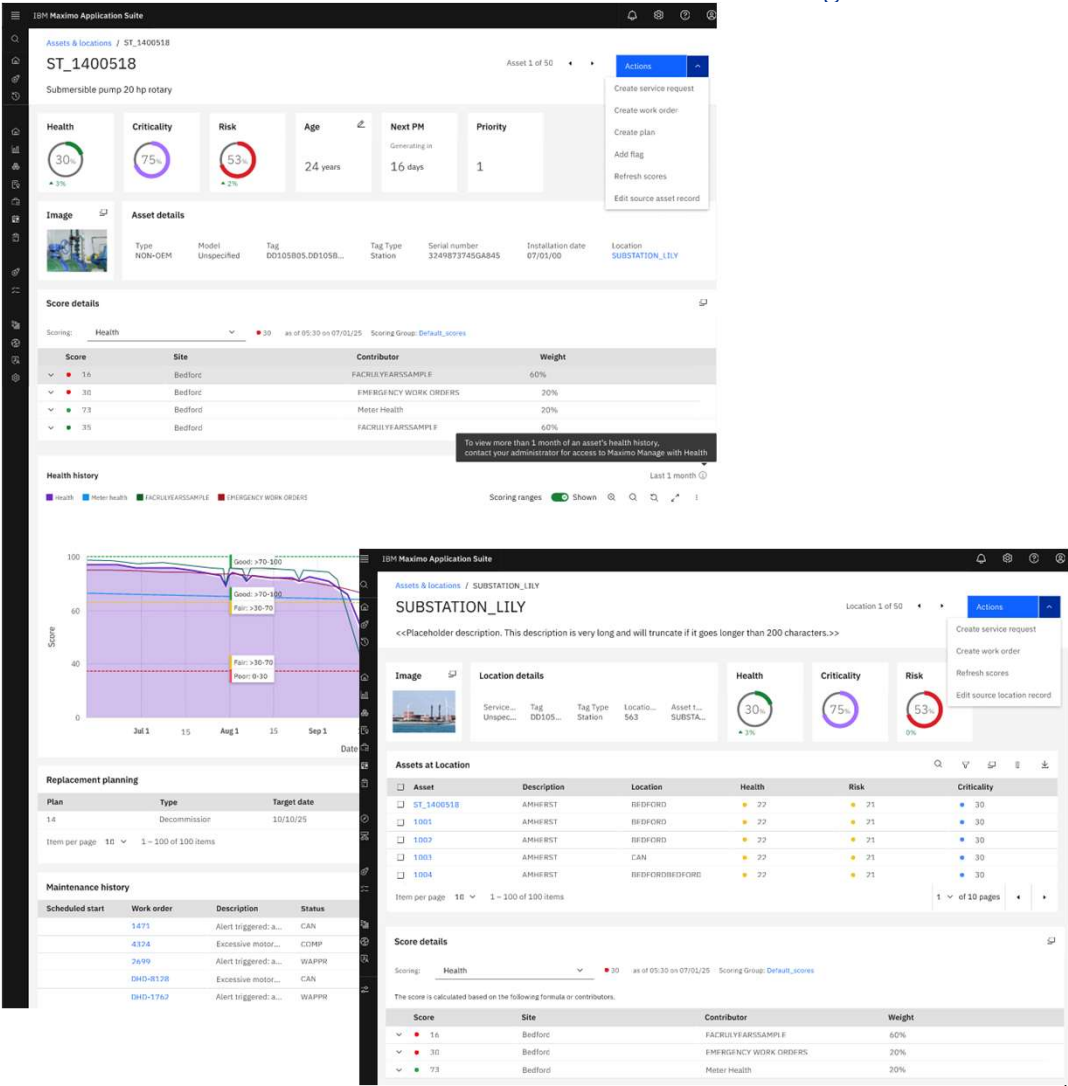 IBM Maximo Application Suite
Assets & locations / ST_1400518
ST_1400518
Asset 1 of 50
Actions
Submersible pump 20 hp rotary
Create service request
Create work order
Create plan
Add flag
Refresh scores
Edit source asset record
Health Criticality Risk Age Next PM Priority
Generating in
30% 75% 53% 24 years 16 days 1
3% 2%
Image Asset details
Type Model Tag Tag Type Serial number Installation date Location
NON-OEM Unspecified DD105B05.DD105B... Station 3249873745GA845 07/01/00 SUBSTATION_LILY
Score details
Scoring: Health 30 as of 05:30 on 07/01/25 Scoring Group: Default_scores
Score Site Contributor Weight
16 Bedford FACRULYEARSSAMPLE 60%
30 Bedford EMERGENCY WORK ORDERS 20%
73 Bedford Meter Health 20%
35 Bedford FACRULYEARSSAMPLE 60%
To view more than 1 month of an asset's health history,
contact your administrator for access to Maximo Manage with Health
Health history Last 1 month
Health Meter health FACRULYEARSSAMPLE EMERGENCY WORK ORDERS Scoring ranges Shown
100
60
40
0
Score
Good: >70-100
Good: >70-100
Fair: >30-70
Fair: >30-70
Poor: 0-30
Jul 1 15 Aug 1 15 Sep 1
Date
Replacement planning
Plan Type Target date
14 Decommission 10/10/25
Item per page 10 1 – 100 of 100 items
Maintenance history
Scheduled start Work order Description Status
1471 Alert triggered: a... CAN
4324 Excessive motor... COMP
2699 Alert triggered: a... WAPPR
DHD-8128 Excessive motor... CAN
DHD-1762 Alert triggered: a... WAPPR
IBM Maximo Application Suite
Assets & locations / SUBSTATION_LILY
SUBSTATION_LILY
Location 1 of 50
Actions
<<Placeholder description. This description is very long and will truncate if it goes longer than 200 characters.>>
Create service request
Create work order
Refresh scores
Edit source location record
Image Location details Health Criticality Risk
Service... Tag Tag Type Locatio... Asset t...
Unspec... DD105... Station 563 SUBSTA...
30% 75% 53%
3% 0%
Assets at Location
Asset Description Location Health Risk Criticality
ST_1400518 AMHERST BEDFORD 22 21 30
1001 AMHERST BEDFORD 22 21 30
1002 AMHERST BEDFORD 22 21 30
1003 AMHERST CAN 22 21 30
1004 AMHERST BEDFORDBEDFORD 22 21 30
Item per page 10 1 – 100 of 100 items 1 of 10 pages
Score details
Scoring: Health 30 as of 05:30 on 07/01/25 Scoring Group: Default_scores
The score is calculated based on the following formula or contributors.
Score Site Contributor Weight
16 Bedford FACRULYEARSSAMPLE 60%
30 Bedford EMERGENCY WORK ORDERS 20%
73 Bedford Meter Health 20%